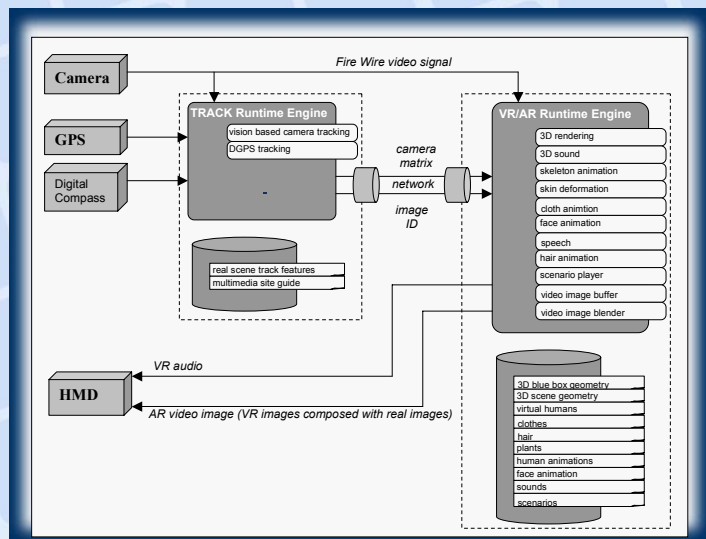 Fire Wire video signal
Camera
GPS
Digital
Compass
TRACK Runtime Engine
vision based camera tracking
DGPS tracking
-
real scene track features
multimedia site guide
camera
matrix
network
image
ID
VR/AR Runtime Engine
3D rendering
3D sound
skeleton animation
skin deformation
cloth animtion
face animation
speech
hair animation
scenario player
video image buffer
video image blender
VR audio
HMD
AR video image (VR images composed with real images)
3D blue box geometry
3D scene geometry
virtual humans
clothes
hair
plants
human animations
face animation
sounds
scenarios